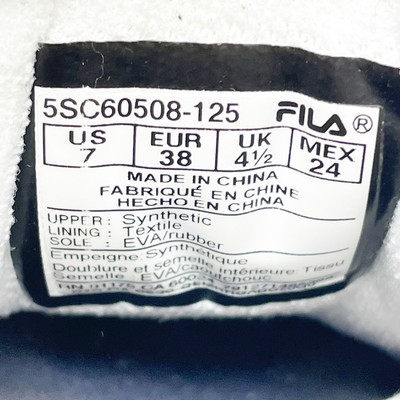 5SC60508-125 FILA®
US EUR UK MEX
7 38 4½ 24
MADE IN CHINA
FABRIQUÉ EN CHINE
HECHO EN CHINA
UPPER: Synthetic
LINING: Textile
SOLE: EVA/rubber
Empeigne: Synthétique
Doublure et semelle intérieure: Tissu
Semelle: EVA/caoutchouc